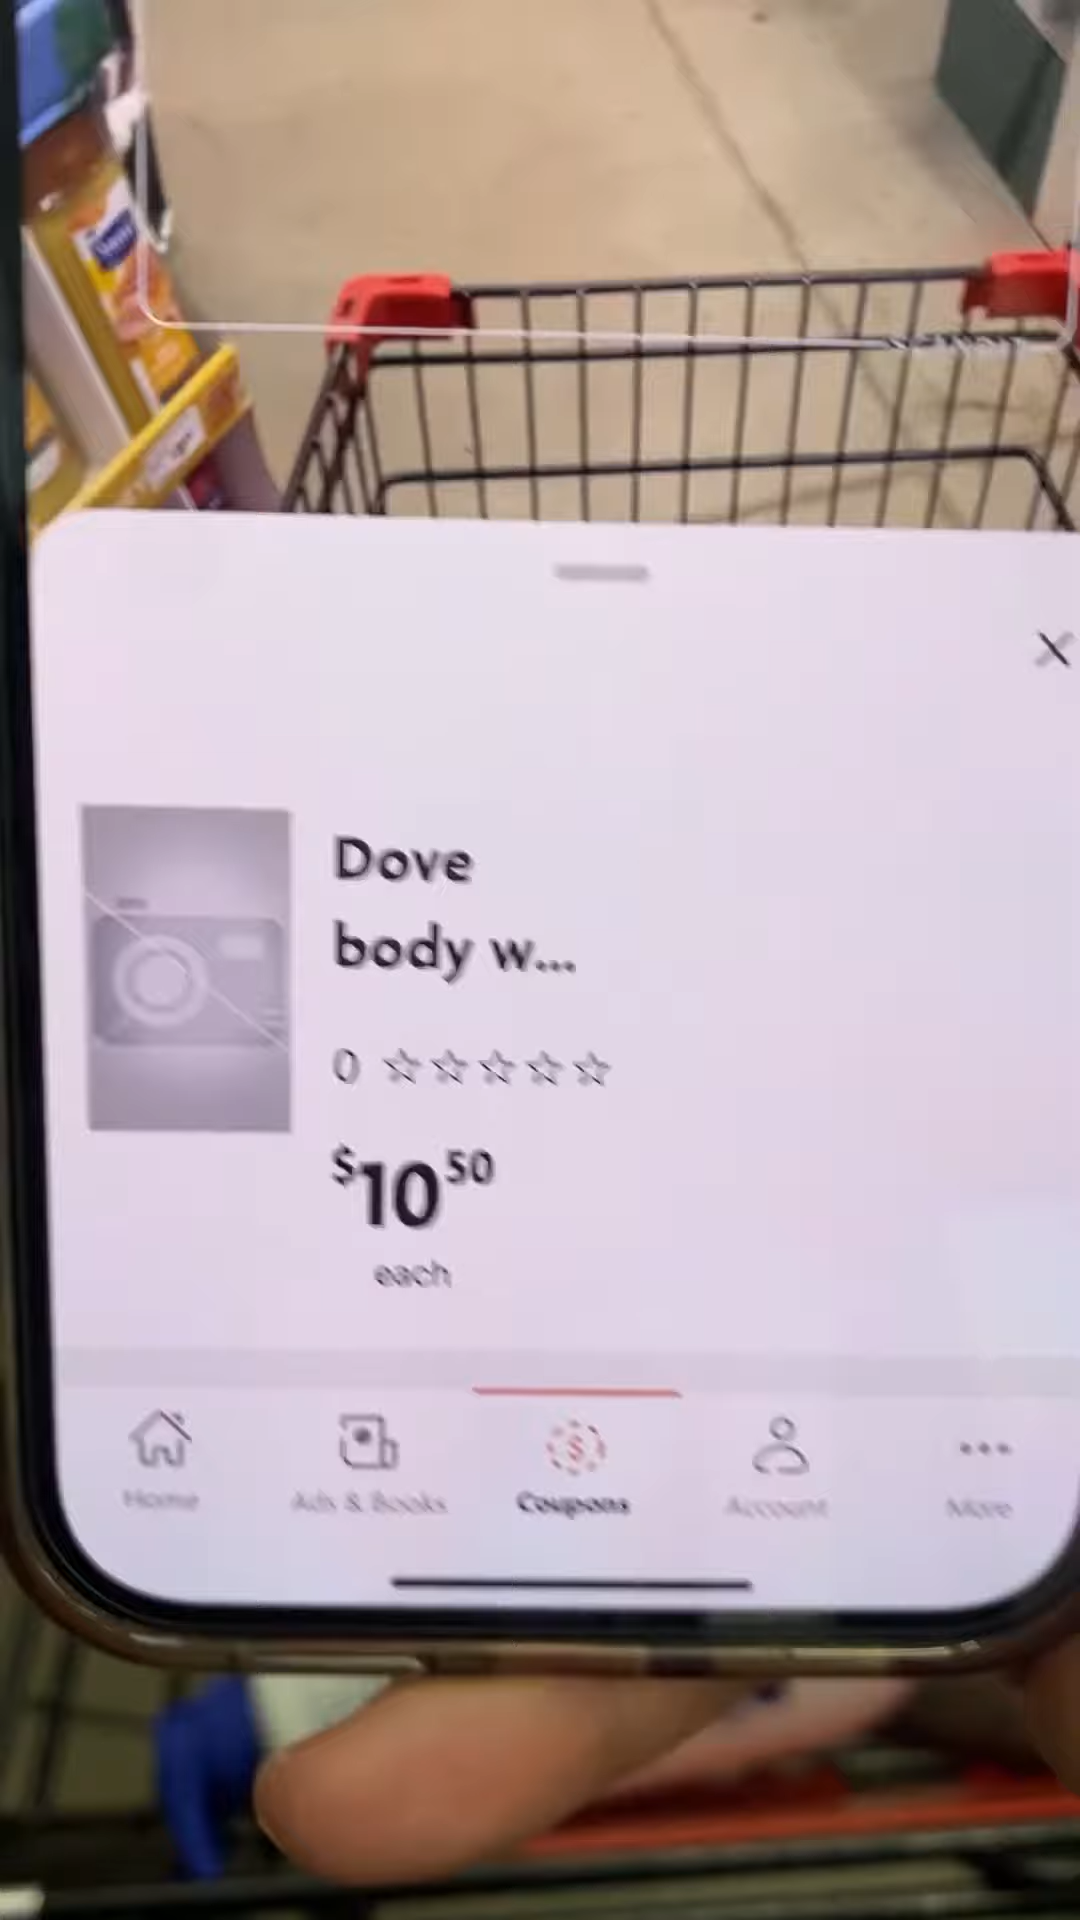 Dove
body w...
0
$10 50
each
Home
Ads & Books
Coupons
Account
More